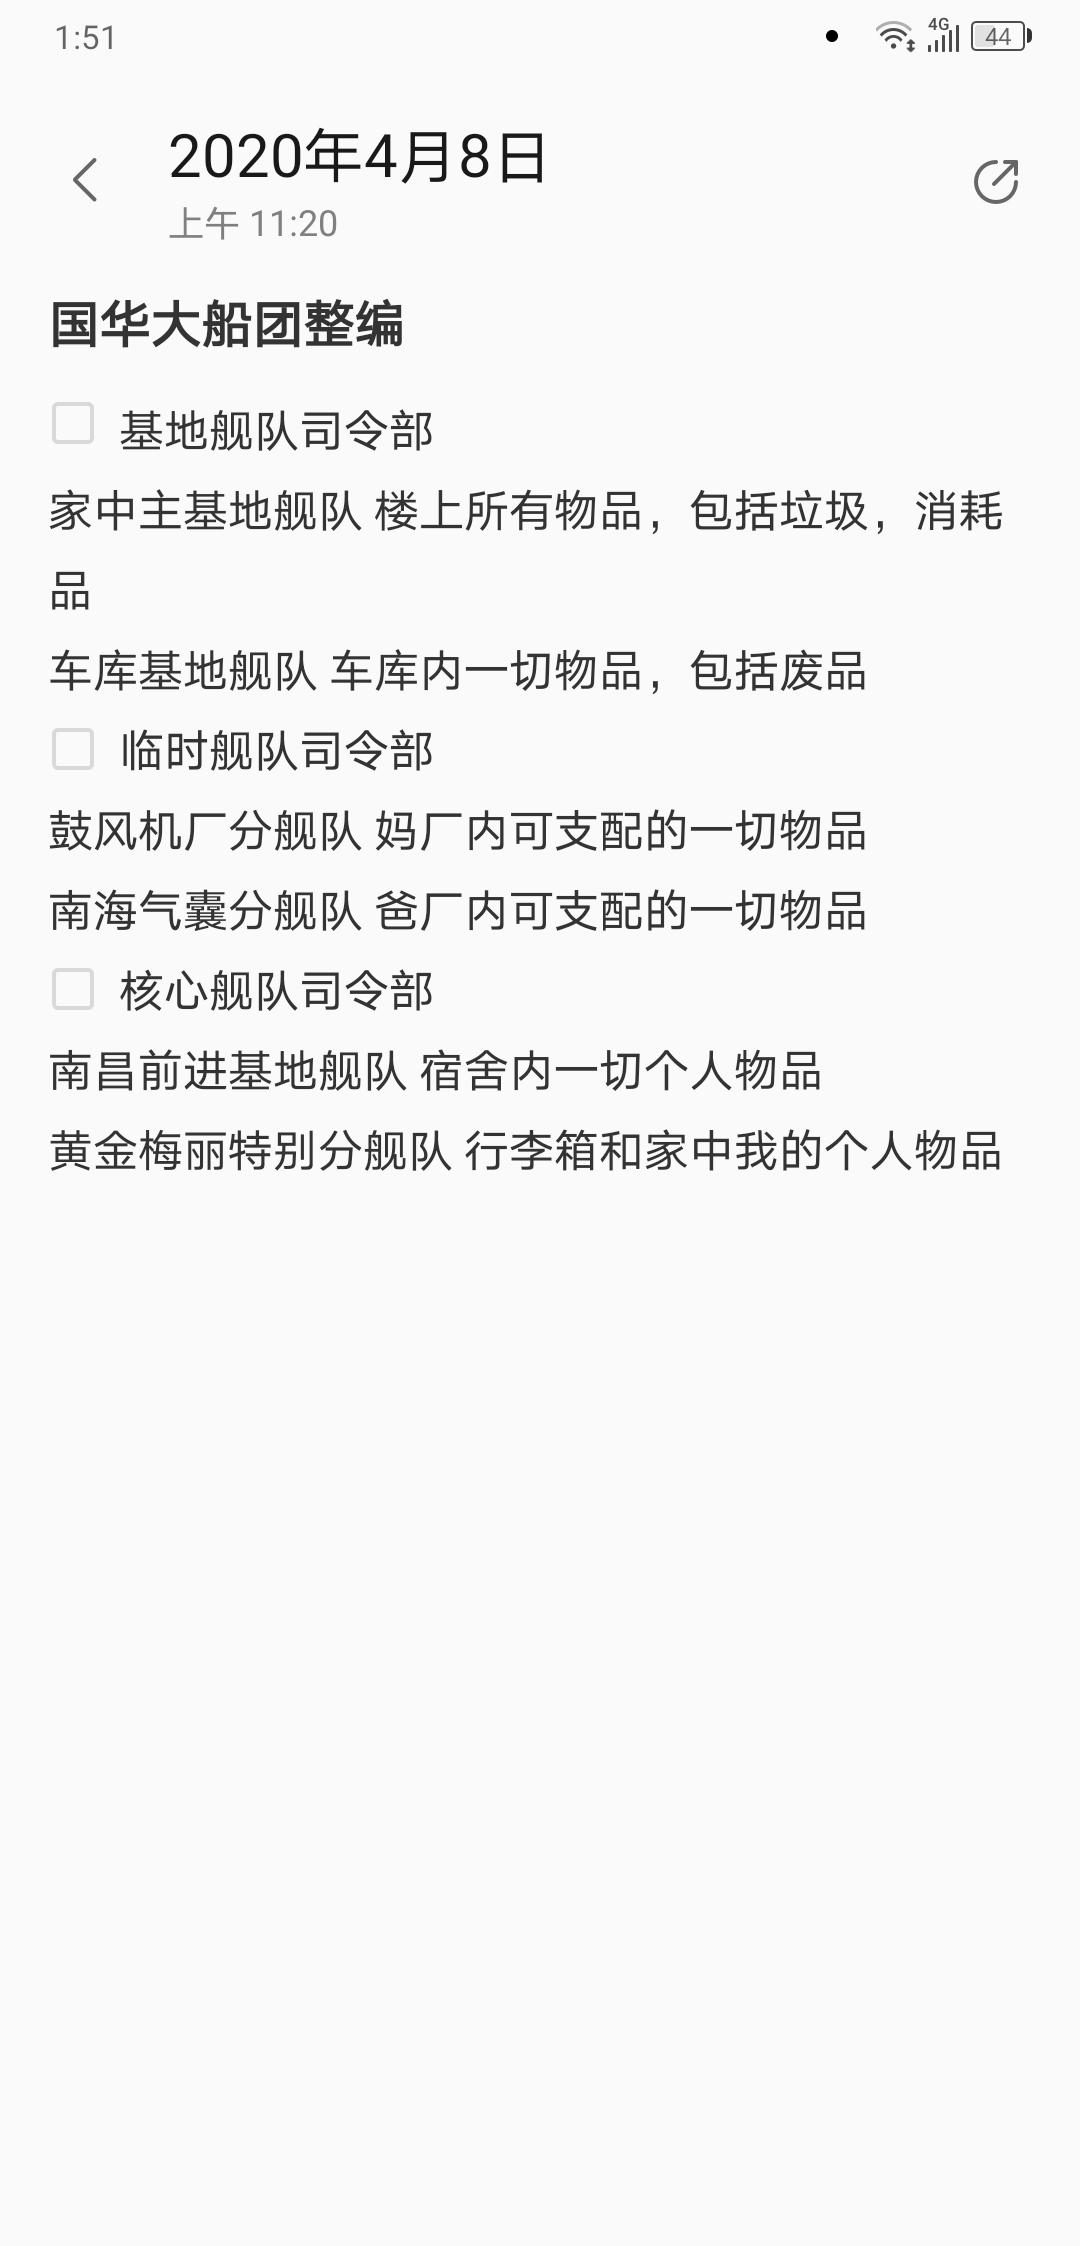 1:51
4G
44
2020年4月8日
上午 11:20
国华大船团整编
基地舰队司令部
家中主基地舰队 楼上所有物品，包括垃圾，消耗
品
车库基地舰队 车库内一切物品，包括废品
临时舰队司令部
鼓风机厂分舰队 妈厂内可支配的一切物品
南海气囊分舰队 爸厂内可支配的一切物品
核心舰队司令部
南昌前进基地舰队 宿舍内一切个人物品
黄金梅丽特别分舰队 行李箱和家中我的个人物品